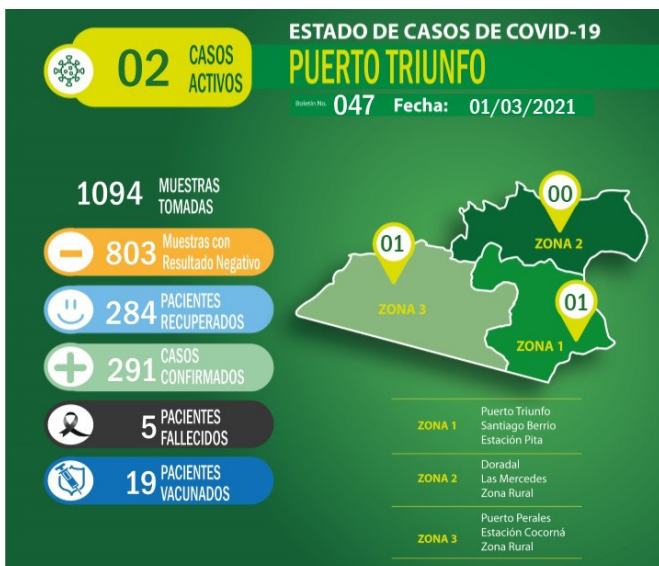 ESTADO DE CASOS DE COVID-19
PUERTO TRIUNFO
Boletín No. 047 Fecha: 01/03/2021
02 CASOS
ACTIVOS
1094 MUESTRAS
TOMADAS
803 Muestras con
Resultado Negativo
284 PACIENTES
RECUPERADOS
291 CASOS
CONFIRMADOS
5 PACIENTES
FALLECIDOS
19 PACIENTES
VACUNADOS
00
ZONA 2
01
ZONA 3
01
ZONA 1
ZONA 1
Puerto Triunfo
Santiago Berrio
Estación Pita
ZONA 2
Doradal
Las Mercedes
Zona Rural
ZONA 3
Puerto Perales
Estación Cocorná
Zona Rural